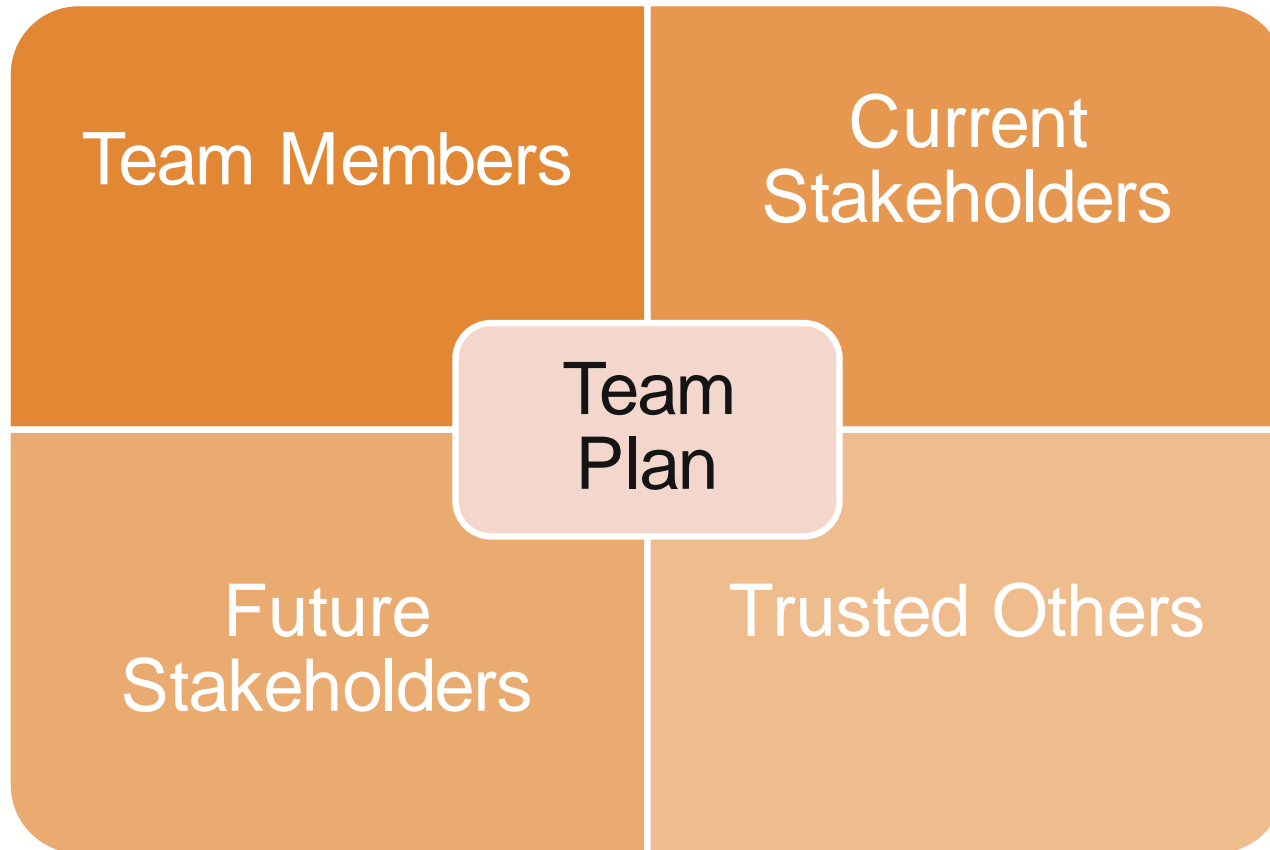 Team Members
Current
Stakeholders
Team
Plan
Future
Stakeholders
Trusted Others